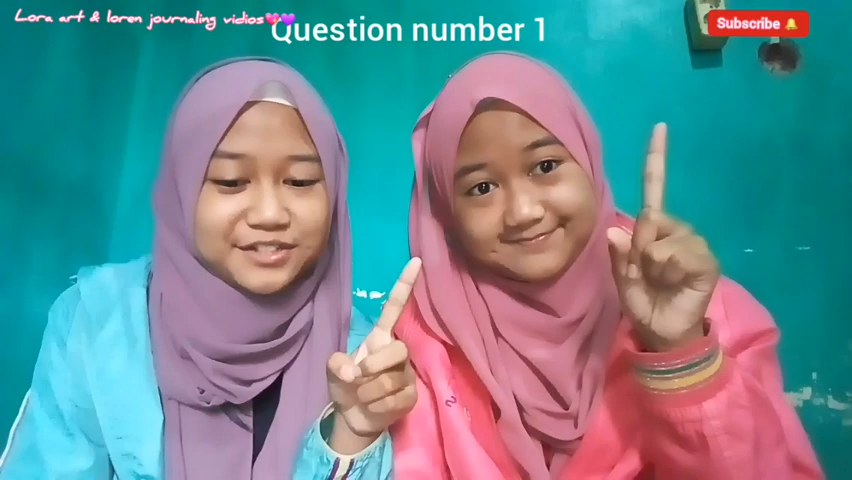 Lora art & loren journaling vidios💖💜
Question number 1
Subscribe 🔔